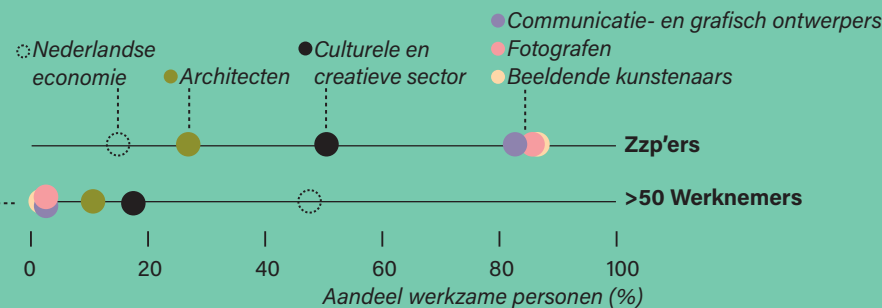 Nederlandse
economie
Architecten
Culturele en
creatieve sector
Communicatie- en grafisch ontwerpers
Fotografen
Beeldende kunstenaars
Zzp'ers
>50 Werknemers
0 20 40 60 80 100
Aandeel werkzame personen (%)